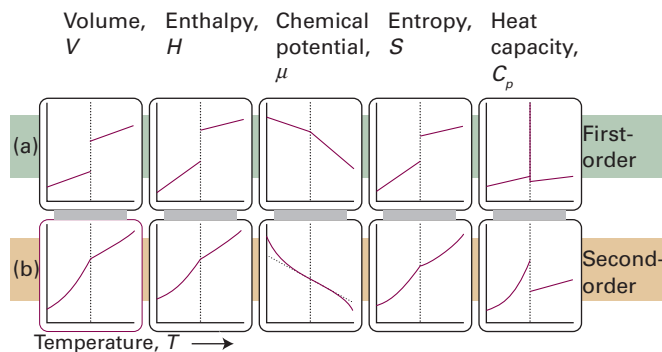 Volume,
V
Enthalpy,
H
Chemical
potential,
μ
Entropy,
S
Heat
capacity,
Cp
(a)
First-
order
(b)
Second-
order
Temperature, T